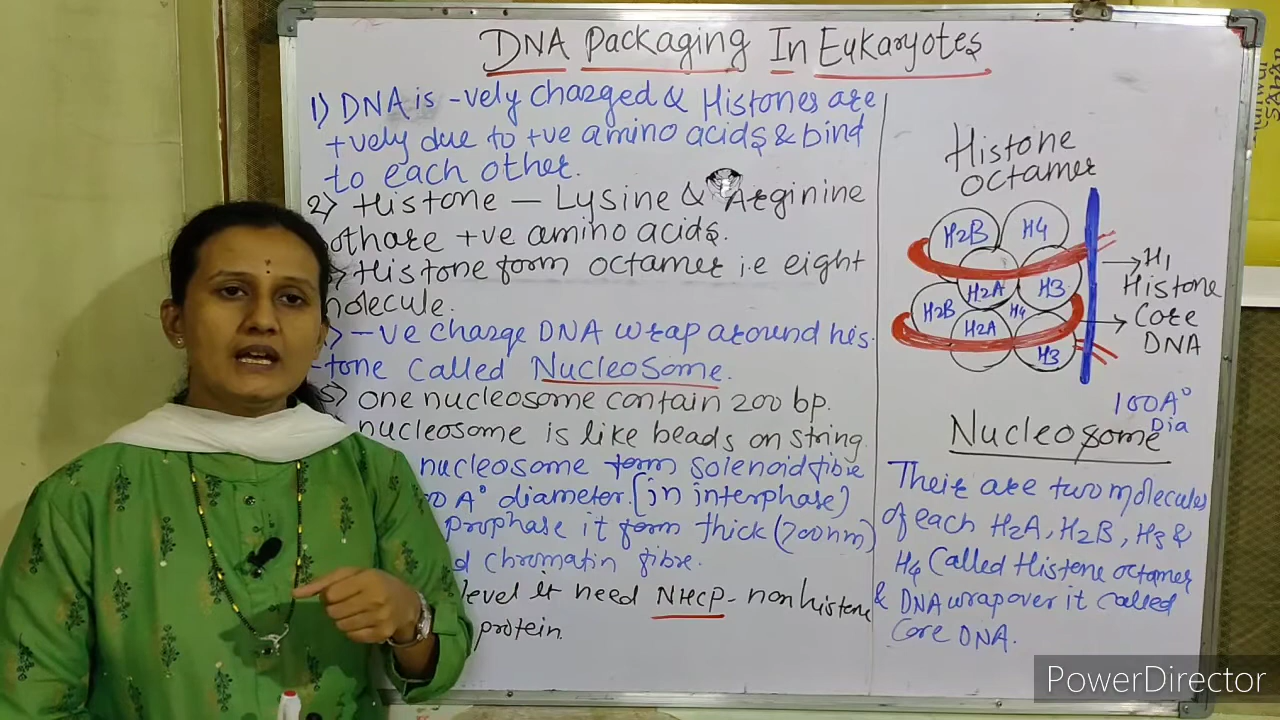 DNA Packaging In Eukaryotes
1) DNA is -vely charged & Histones are
+vely due to +ve amino acids & bind
to each other.
2) Histone – Lysine & Arginine
both are +ve amino acids.
Histone form octamer i.e eight
molecule.
-ve charge DNA wrap around his-
-tone called Nucleosome.
5) one nucleosome contain 200 bp.
nucleosome is like beads on string.
nucleosome form solenoid fibre
A° diameter. [in interphase)
prophase it form thick (200nm)
chromatin fibre.
level It need NHCP- non histone
protein.
Histone
Octamer
H2B
H4
H2A
H3
H2B
H4
H2A
H3
H1
Histone
Core
DNA
100A°
Dia
Nucleosome
Their are two molecules
of each H2A, H2B, H3 &
H4 Called Histone octamer
& DNA wrap over it called
Core DNA.
PowerDirector